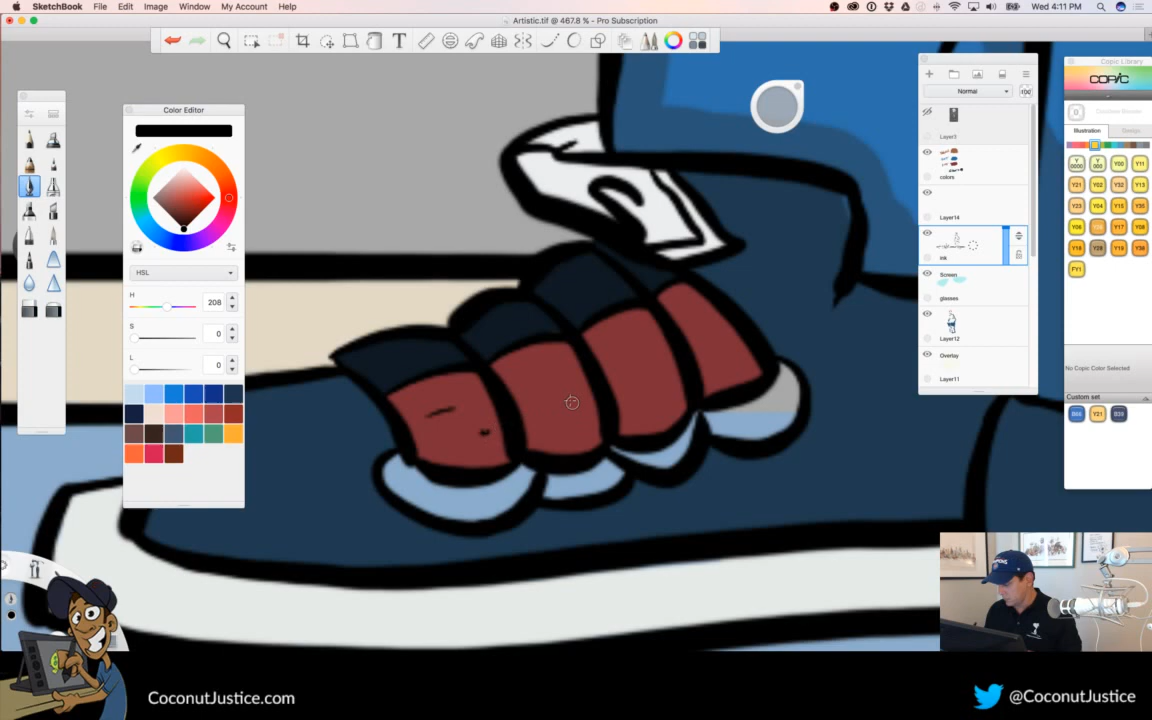 SketchBook File Edit Image Window My Account Help
Wed 4:11 PM
Artistic.tif @ 467.8 % - Pro Subscription
T
Color Editor
HSL
H 208
S 0
L 0
Normal
Layer3
colors
Layer14
ink
Screen
glasses
Layer12
Overlay
Layer11
Copic Library
COPIC
0
Illustration Design
Y0000 Y000 Y00 Y11
Y21 Y02 Y32 Y13
Y23 Y04 Y15 Y35
Y06 Y26 Y17 Y08
Y18 Y28 Y19 Y38
FY1
No Copic Color Selected
Custom set
Y21
CoconutJustice.com
@CoconutJustice